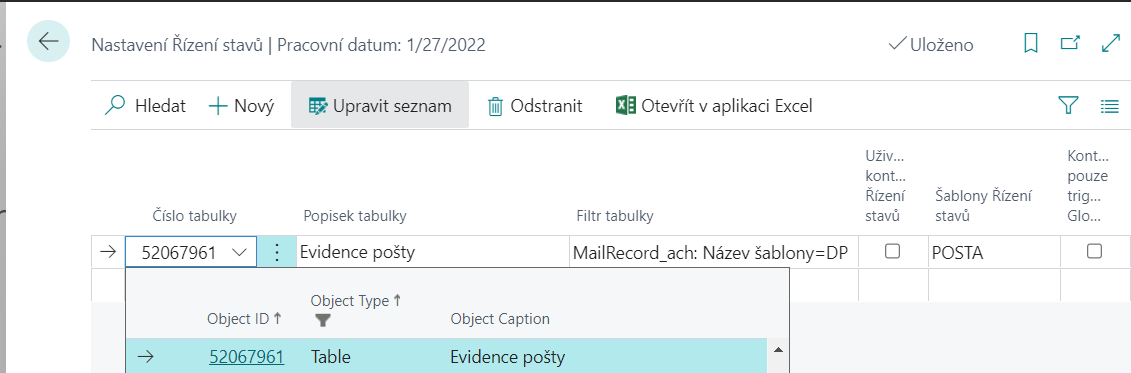 Nastavení Řízení stavů | Pracovní datum: 1/27/2022
Uloženo
Hledat
Nový
Upravit seznam
Odstranit
Otevřít v aplikaci Excel
Číslo tabulky
Popisek tabulky
Filtr tabulky
Uživ...
kont...
Řízení
stavů
Šablony Řízení
stavů
Kont...
pouze
trig...
Glo...
52067961
Evidence pošty
MailRecord_ach: Název šablony=DP
POSTA
Object ID ↑
Object Type ↑
Object Caption
52067961
Table
Evidence pošty